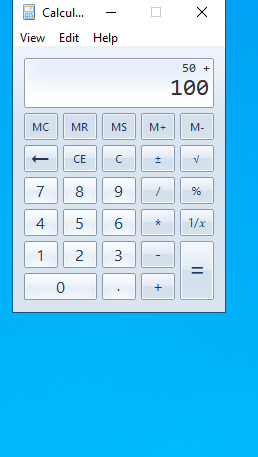 Calcul...
View Edit Help
50 +
100
MC MR MS M+ M-
← CE C ± √
7 8 9 / %
4 5 6 * 1/x
1 2 3 - =
0 . +